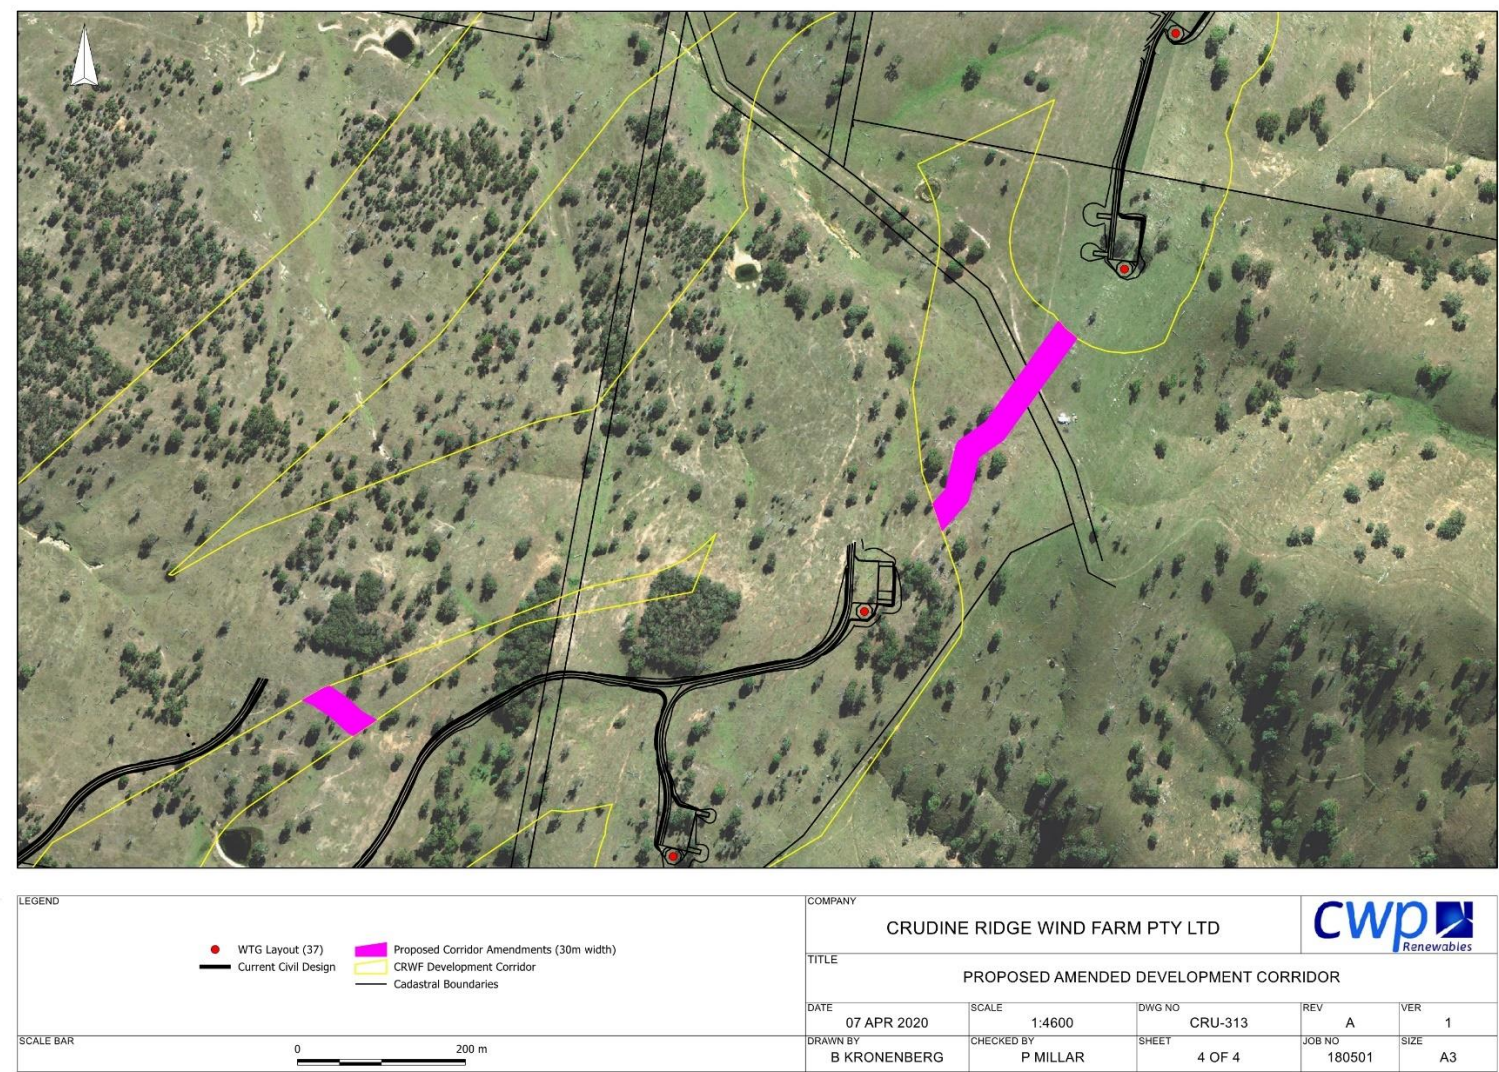 LEGEND
WTG Layout (37)
Current Civil Design
Proposed Corridor Amendments (30m width)
CRWF Development Corridor
Cadastral Boundaries
SCALE BAR
0 200 m
COMPANY
CRUDINE RIDGE WIND FARM PTY LTD
cwp
Renewables
TITLE
PROPOSED AMENDED DEVELOPMENT CORRIDOR
DATE
07 APR 2020
SCALE
1:4600
DWG NO
CRU-313
REV
A
VER
1
DRAWN BY
B KRONENBERG
CHECKED BY
P MILLAR
SHEET
4 OF 4
JOB NO
180501
SIZE
A3